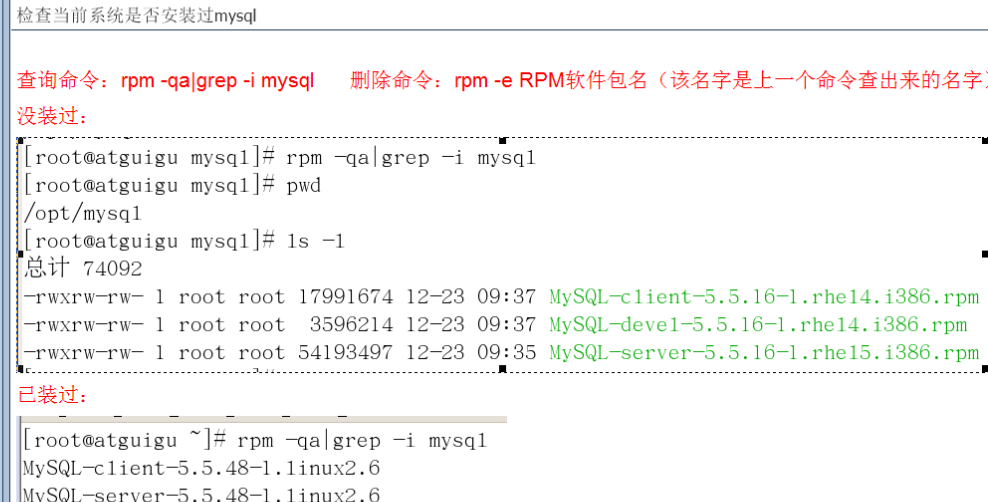 检查当前系统是否安装过mysql
查询命令：rpm -qa|grep -i mysql 删除命令：rpm -e RPM软件包名（该名字是上一个命令查出来的名字）
没装过：
[root@atguigu mysql]# rpm -qa|grep -i mysql
[root@atguigu mysql]# pwd
/opt/mysql
[root@atguigu mysql]# ls -l
总计 74092
-rwxrw-rw- 1 root root 17991674 12-23 09:37 MySQL-client-5.5.16-1.rhel4.i386.rpm
-rwxrw-rw- 1 root root 3596214 12-23 09:37 MySQL-devel-5.5.16-1.rhel4.i386.rpm
-rwxrw-rw- 1 root root 54193497 12-23 09:35 MySQL-server-5.5.16-1.rhel5.i386.rpm
已装过：
[root@atguigu ~]# rpm -qa|grep -i mysql
MySQL-client-5.5.48-1.linux2.6
MySQL-server-5.5.48-1.linux2.6